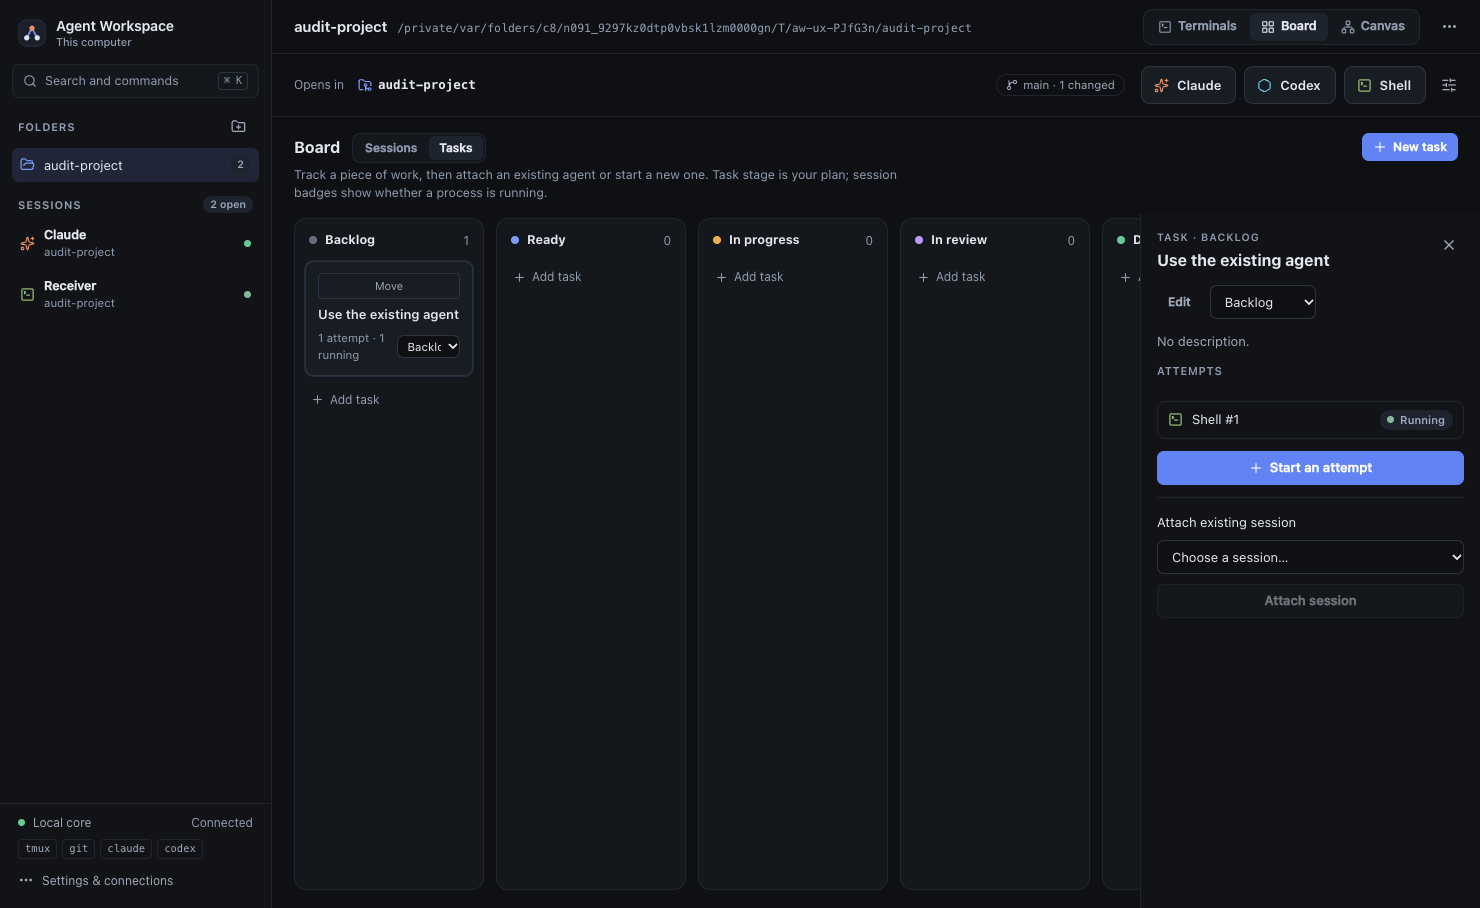 Agent Workspace
This computer
Search and commands
⌘ K
FOLDERS
audit-project
2
SESSIONS
2 open
Claude
audit-project
Receiver
audit-project
Local core
Connected
tmux
git
claude
codex
Settings & connections
audit-project
/private/var/folders/c8/n091_9297kz0dtp0vbsk1lzm0000gn/T/aw-ux-PJfG3n/audit-project
Terminals
Board
Canvas
Opens in
audit-project
main · 1 changed
Claude
Codex
Shell
Board
Sessions
Tasks
New task
Track a piece of work, then attach an existing agent or start a new one. Task stage is your plan; session
badges show whether a process is running.
Backlog
1
Move
Use the existing agent
1 attempt · 1
running
Backlc
Add task
Ready
0
Add task
In progress
0
Add task
In review
0
Add task
D
TASK · BACKLOG
Use the existing agent
Edit
Backlog
No description.
ATTEMPTS
Shell #1
Running
Start an attempt
Attach existing session
Choose a session...
Attach session